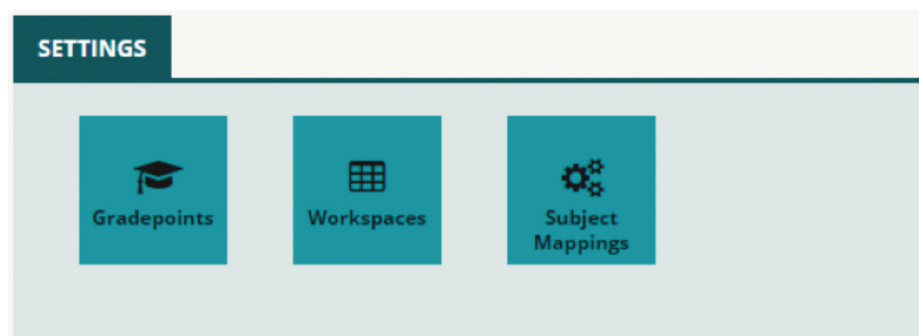 SETTINGS
Gradepoints
Workspaces
Subject
Mappings